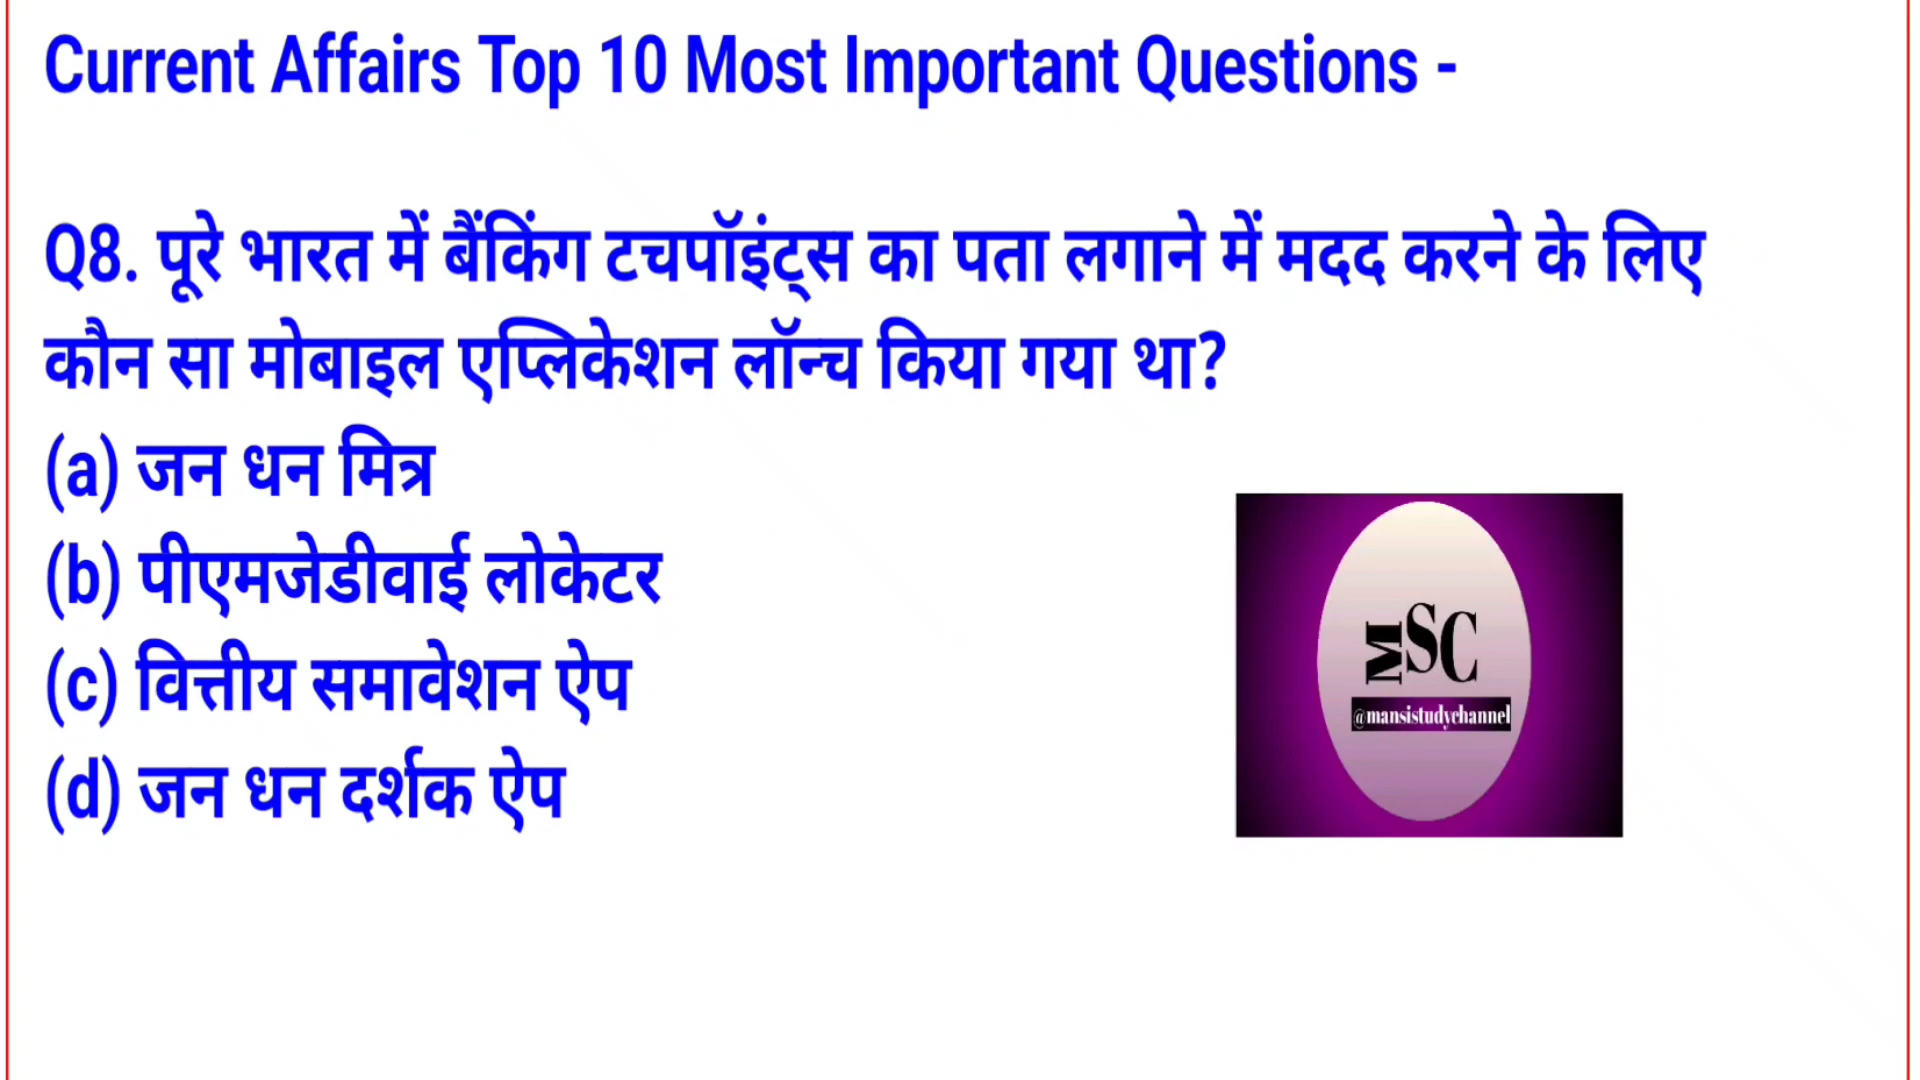 Current Affairs Top 10 Most Important Questions -
Q8. पूरे भारत में बैंकिंग टचपॉइंट्स का पता लगाने में मदद करने के लिए
कौन सा मोबाइल एप्लिकेशन लॉन्च किया गया था?
(a) जन धन मित्र
(b) पीएमजेडीवाई लोकेटर
(c) वित्तीय समावेशन ऐप
(d) जन धन दर्शक ऐप
MSC
@mansistudychannel